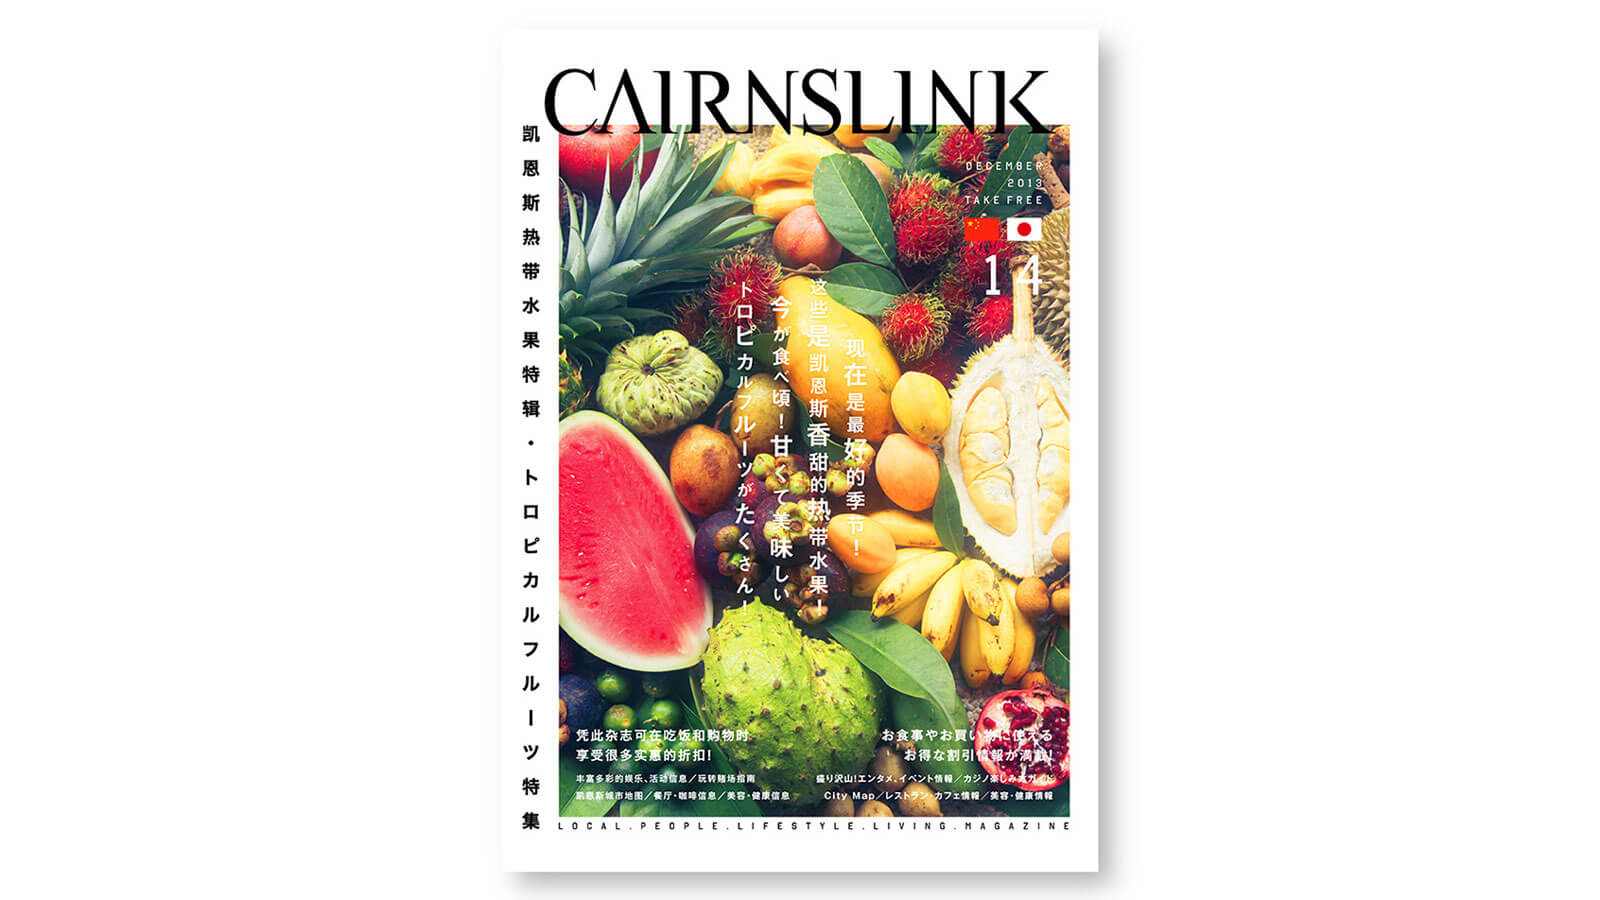 CAIRNSLINK
凯恩斯热带水果特辑・トロピカルフルーツ特集
DECEMBER
2013
TAKE FREE
14
现在是最好的季节！
这些是凯恩斯香甜的热带水果！
今が食べ頃！甘くて美味しい
トロピカルフルーツがたくさん！
凭此杂志可在吃饭和购物时
享受很多实惠的折扣！
丰富多彩的娱乐、活动信息／玩转赌场指南
凯恩斯城市地图／餐厅・咖啡信息／美容・健康信息
お食事やお買い物に使える
お得な割引情報が満載！
盛り沢山！エンタメ、イベント情報／カジノ楽しみ方ガイド
City Map／レストラン・カフェ情報／美容・健康情報
LOCAL.PEOPLE.LIFESTYLE.LIVING.MAGAZINE